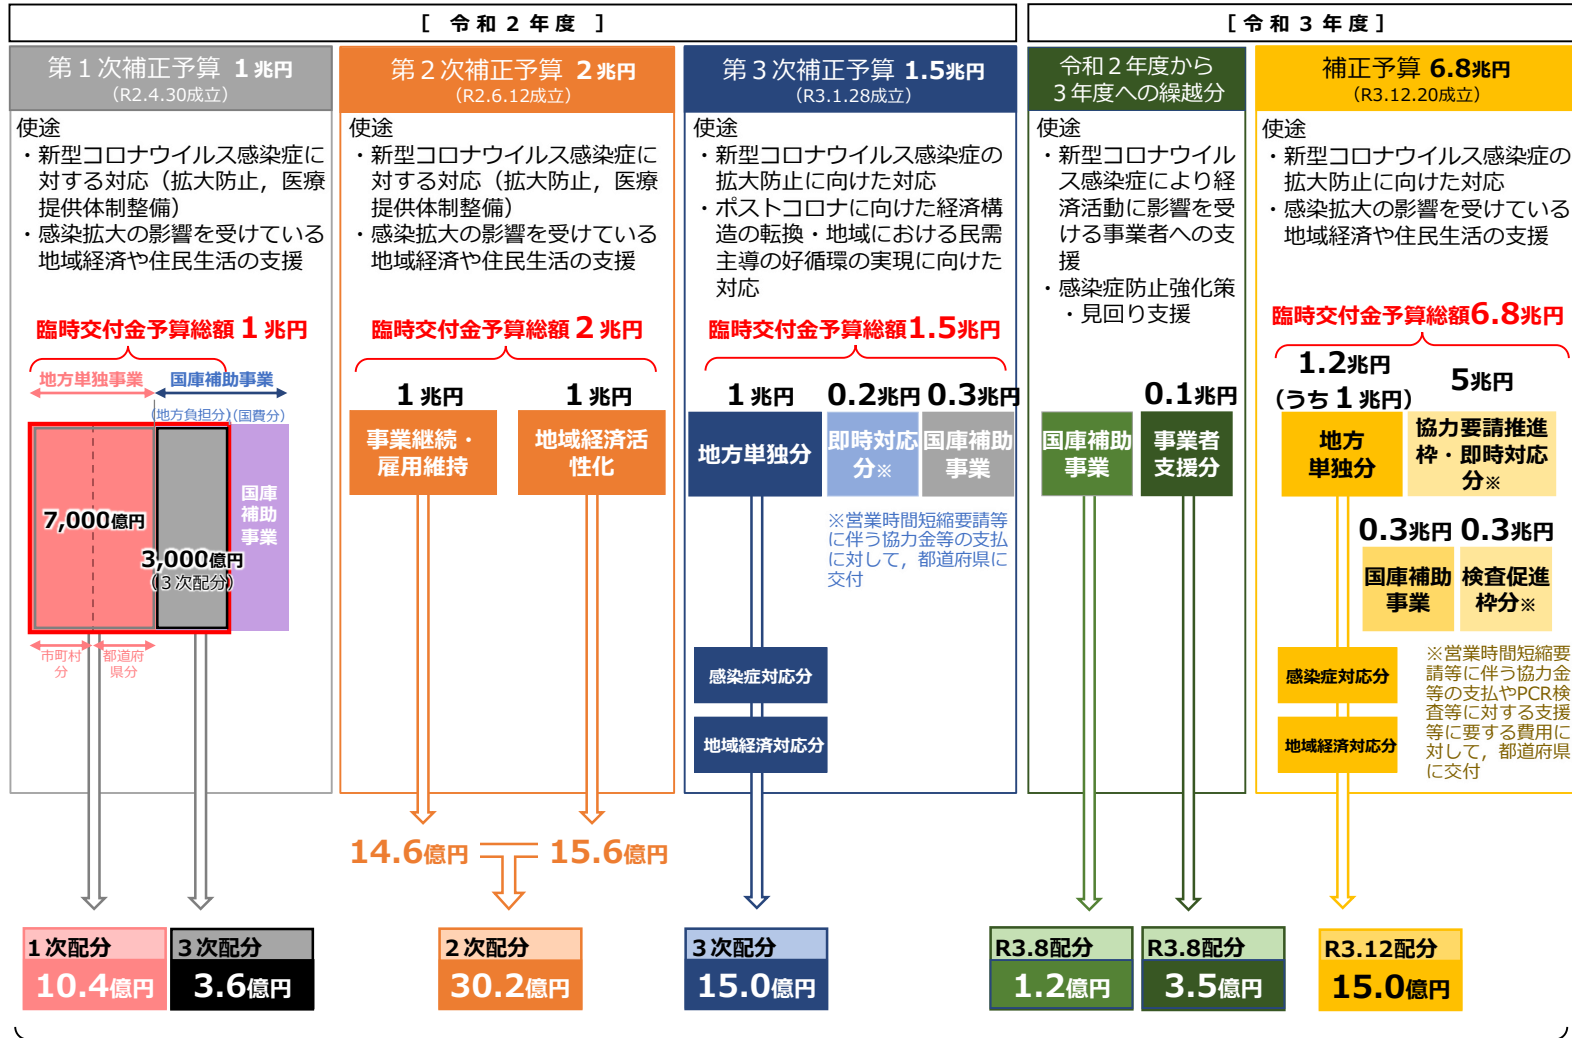 [ 令和２年度 ]
[ 令和３年度 ]
第１次補正予算 1兆円
（R2.4.30成立）
使途
・新型コロナウイルス感染症に
対する対応（拡大防止，医療
提供体制整備）
・感染拡大の影響を受けている
地域経済や住民生活の支援
臨時交付金予算総額１兆円
地方単独事業
国庫補助事業
(地方負担分)
(国費分)
7,000億円
3,000億円
(３次配分)
国庫
補助
事業
市町村
分
都道府
県分
１次配分
10.4億円
３次配分
3.6億円
第２次補正予算 2兆円
（R2.6.12成立）
使途
・新型コロナウイルス感染症に
対する対応（拡大防止，医療
提供体制整備）
・感染拡大の影響を受けている
地域経済や住民生活の支援
臨時交付金予算総額２兆円
１兆円
１兆円
事業継続・
雇用維持
地域経済活
性化
14.6億円
15.6億円
２次配分
30.2億円
第３次補正予算 1.5兆円
（R3.1.28成立）
使途
・新型コロナウイルス感染症の
拡大防止に向けた対応
・ポストコロナに向けた経済構
造の転換・地域における民需
主導の好循環の実現に向けた
対応
臨時交付金予算総額1.5兆円
１兆円
0.2兆円
0.3兆円
地方単独分
即時対応
分※
国庫補助
事業
※営業時間短縮要請等
に伴う協力金等の支払
に対して，都道府県に
交付
感染症対応分
地域経済対応分
３次配分
15.0億円
令和２年度から
３年度への繰越分
使途
・新型コロナウイル
ス感染症により経
済活動に影響を受
ける事業者への支
援
・感染症防止強化策
・見回り支援
0.1兆円
国庫補助
事業
事業者
支援分
R3.8配分
1.2億円
R3.8配分
3.5億円
補正予算 6.8兆円
（R3.12.20成立）
使途
・新型コロナウイルス感染症の
拡大防止に向けた対応
・感染拡大の影響を受けている
地域経済や住民生活の支援
臨時交付金予算総額6.8兆円
1.2兆円
（うち１兆円）
5兆円
地方
単独分
協力要請推進
枠・即時対応
分※
0.3兆円
0.3兆円
国庫補助
事業
検査促進
枠分※
※営業時間短縮要
請等に伴う協力金
等の支払やPCR検
査等に対する支援
等に要する費用に
対して，都道府県
に交付
感染症対応分
地域経済対応分
R3.12配分
15.0億円